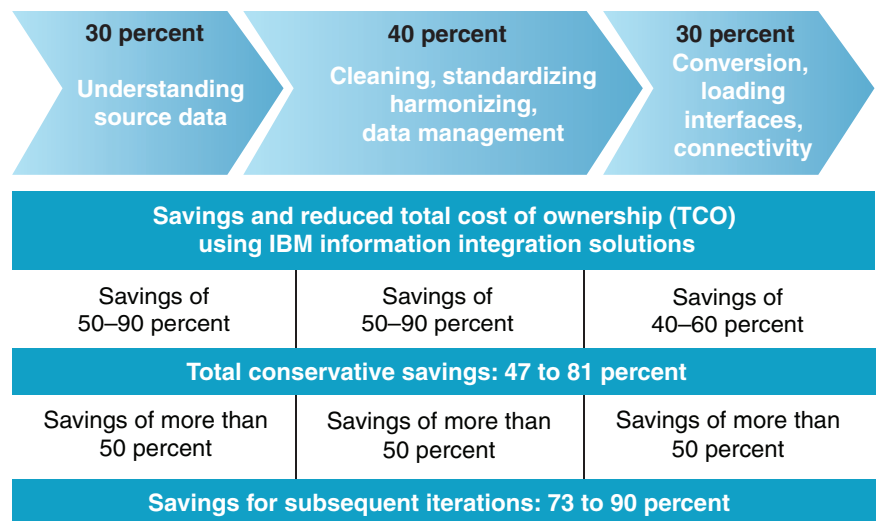 30 percent
Understanding
source data
40 percent
Cleaning, standardizing
harmonizing,
data management
30 percent
Conversion,
loading
interfaces,
connectivity
Savings and reduced total cost of ownership (TCO)
using IBM information integration solutions
Savings of
50–90 percent
Savings of
50–90 percent
Savings of
40–60 percent
Total conservative savings: 47 to 81 percent
Savings of more than
50 percent
Savings of more than
50 percent
Savings of more than
50 percent
Savings for subsequent iterations: 73 to 90 percent